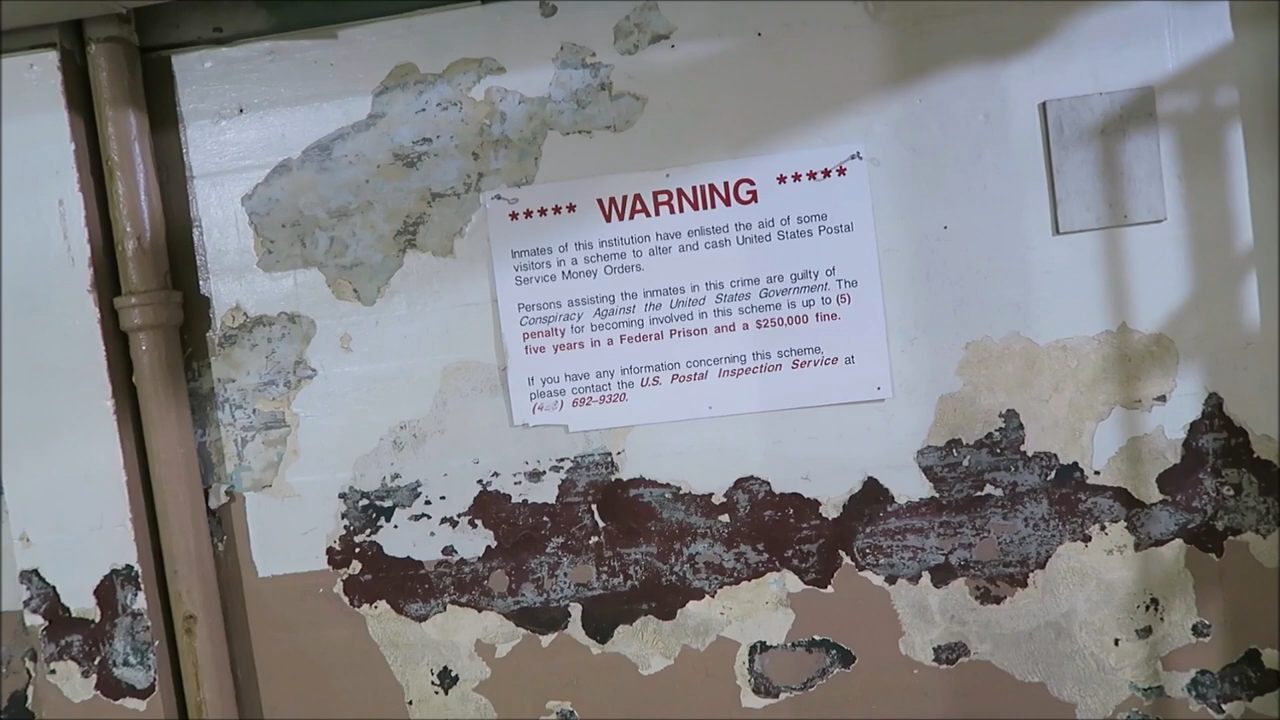 ***** WARNING *****
Inmates of this institution have enlisted the aid of some
visitors in a scheme to alter and cash United States Postal
Service Money Orders.
Persons assisting the inmates in this crime are guilty of
Conspiracy Against the United States Government. The
penalty for becoming involved in this scheme is up to (5)
five years in a Federal Prison and a $250,000 fine.
If you have any information concerning this scheme,
please contact the U.S. Postal Inspection Service at
692-9320.